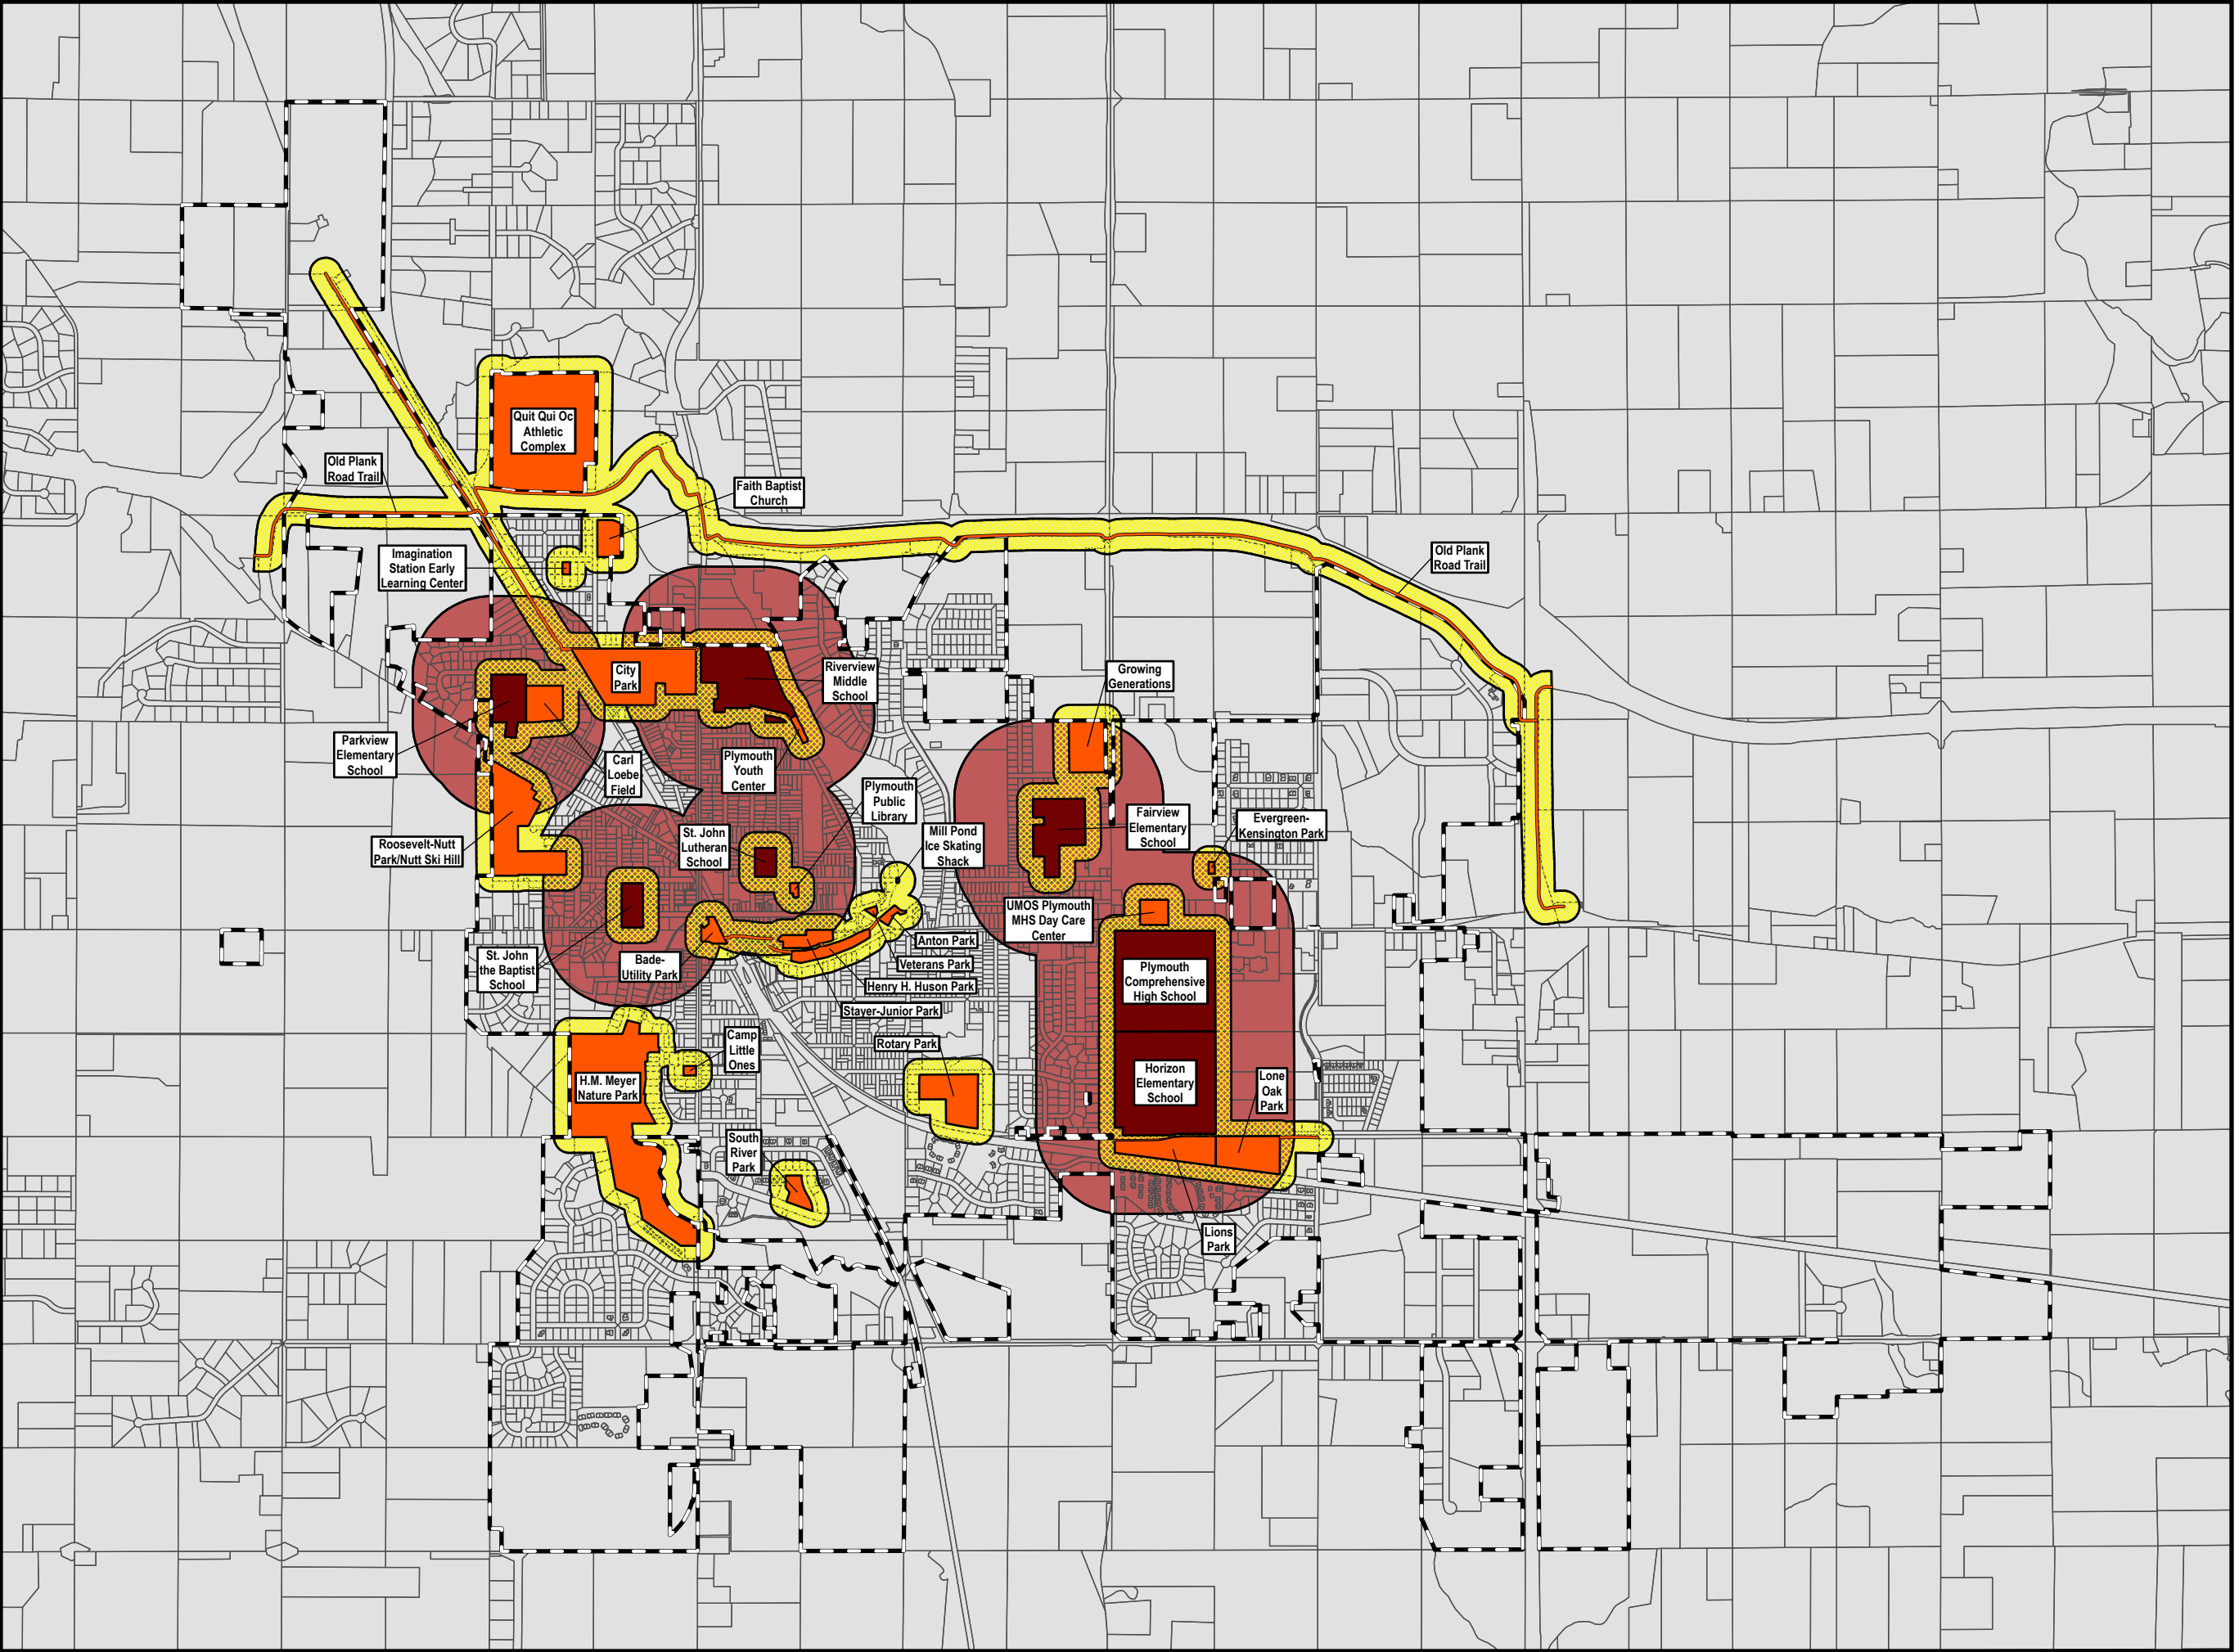 Quit Qui Oc
Athletic
Complex
Old Plank
Road Trail
Faith Baptist
Church
Imagination
Station Early
Learning Center
Old Plank
Road Trail
City
Park
Riverview
Middle
School
Growing
Generations
Parkview
Elementary
School
Carl
Loebe
Field
Plymouth
Youth
Center
Plymouth
Public
Library
St. John
Lutheran
School
Mill Pond
Ice Skating
Shack
Fairview
Elementary
School
Evergreen-
Kensington Park
Roosevelt-Nutt
Park/Nutt Ski Hill
UMOS Plymouth
MHS Day Care
Center
Anton Park
St. John
the Baptist
School
Bade-
Utility Park
Veterans Park
Plymouth
Comprehensive
High School
Henry H. Huson Park
Stayer-Junior Park
Rotary Park
Camp
Little
Ones
H.M. Meyer
Nature Park
Horizon
Elementary
School
Lone
Oak
Park
South
River
Park
Lions
Park